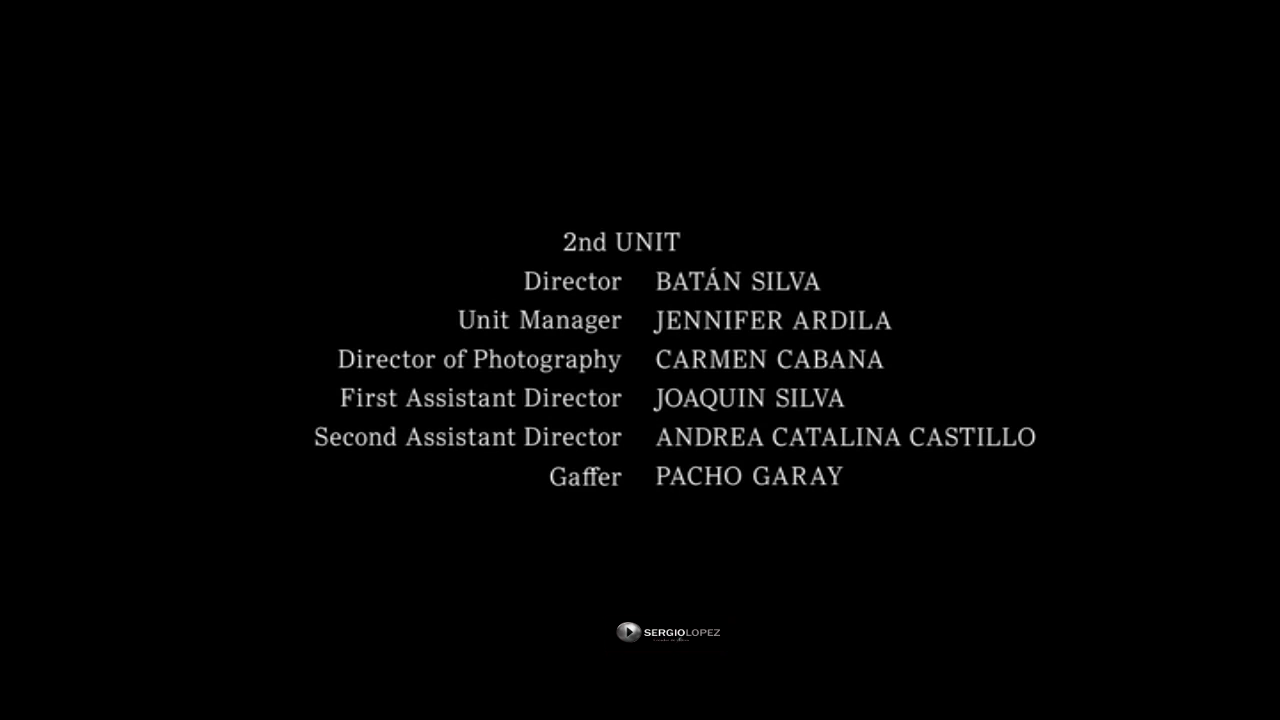 2nd UNIT
Director BATÁN SILVA
Unit Manager JENNIFER ARDILA
Director of Photography CARMEN CABANA
First Assistant Director JOAQUIN SILVA
Second Assistant Director ANDREA CATALINA CASTILLO
Gaffer PACHO GARAY
SERGIOLOPEZ